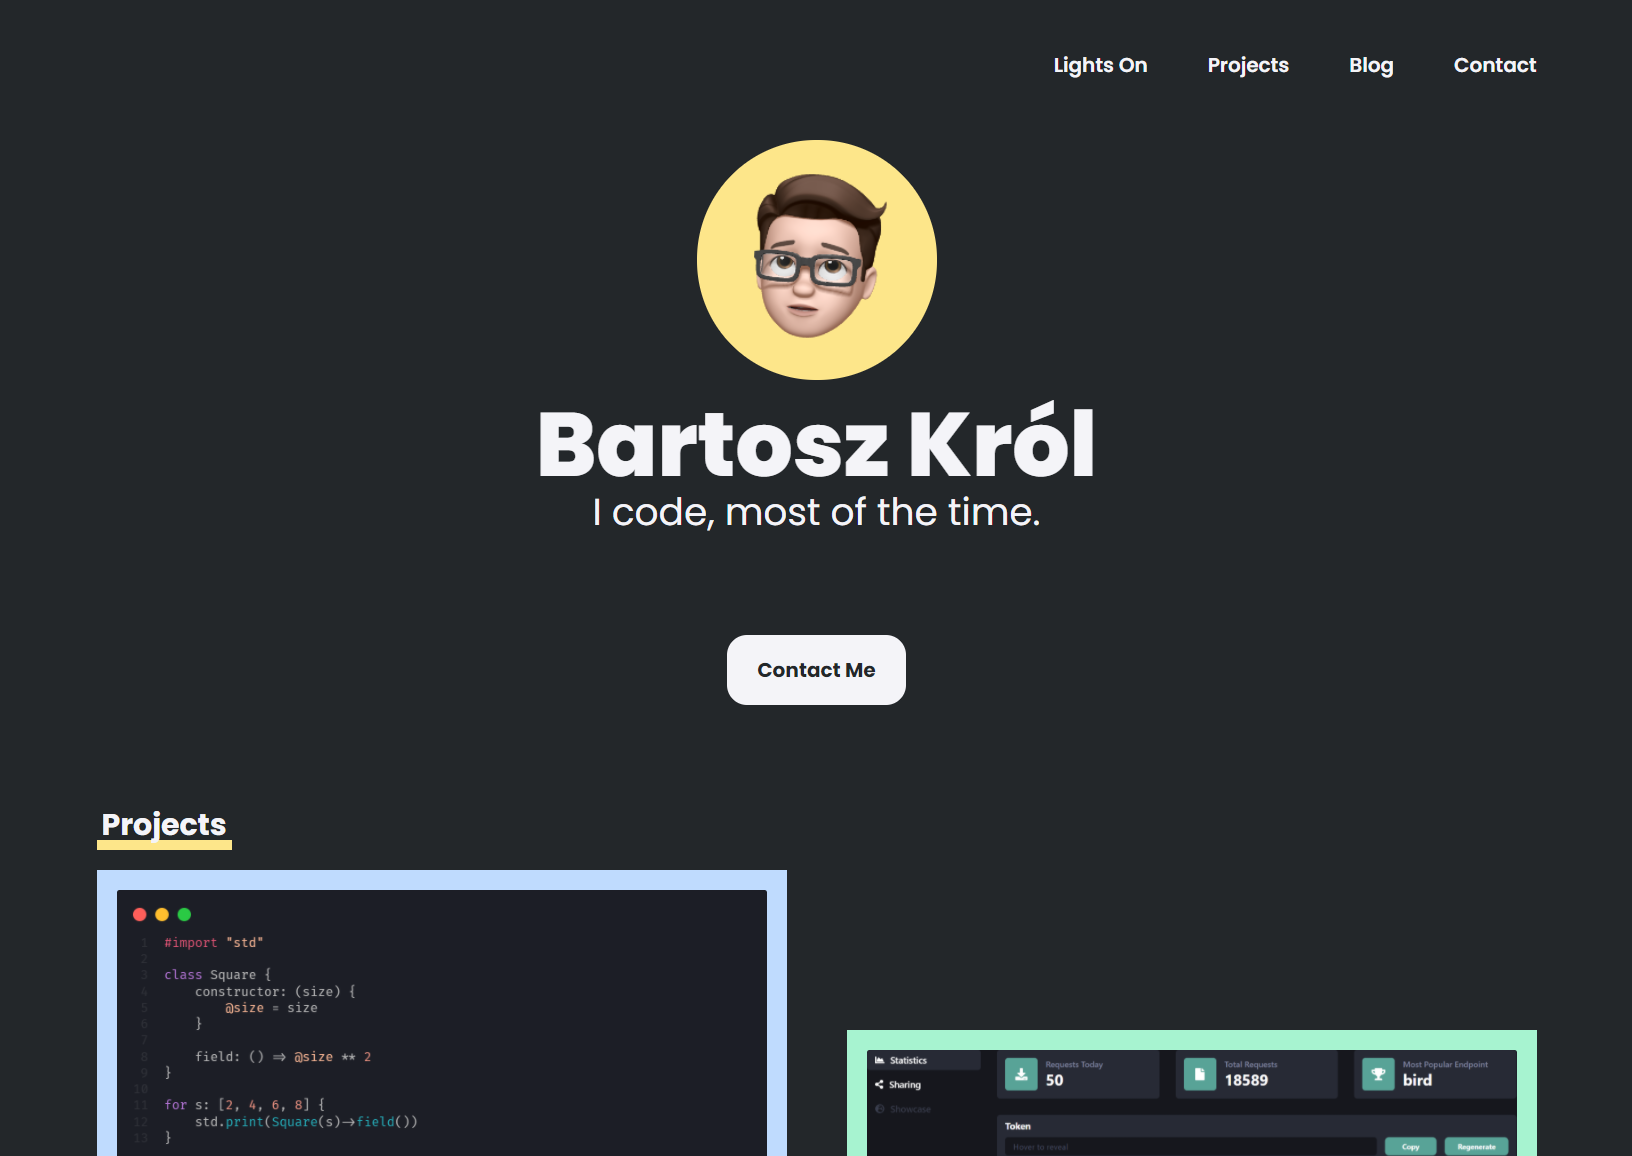 Lights On Projects Blog Contact
Bartosz Król
I code, most of the time.
Contact Me
Projects
1 #import "std"
2
3 class Square {
4 constructor: (size) {
5 @size = size
6 }
7
8 field: () => @size ** 2
9 }
10
11 for s: [2, 4, 6, 8] {
12 std.print(Square(s)->field())
13 }
Statistics
Sharing
Showcase
Requests Today
50
Total Requests
18589
Most Popular Endpoint
bird
Token
Hover to reveal
Copy
Regenerate